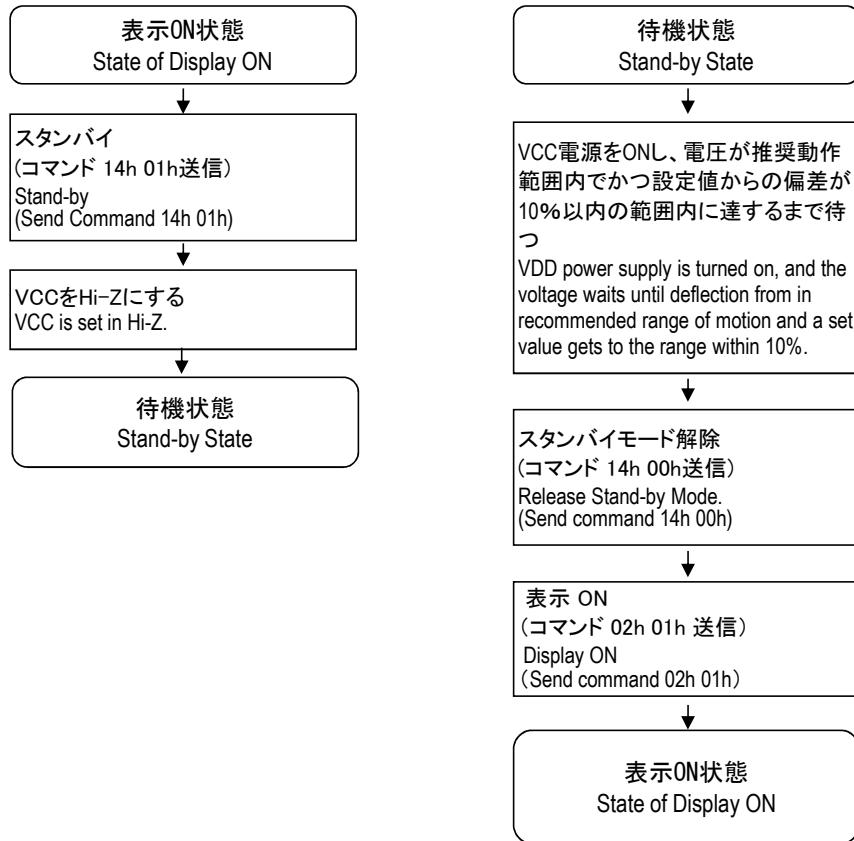 表示ON状態
State of Display ON
スタンバイ
(コマンド 14h 01h送信)
Stand-by
(Send Command 14h 01h)
VCCをHi-Zにする
VCC is set in Hi-Z.
待機状態
Stand-by State
待機状態
Stand-by State
VCC電源をONし、電圧が推奨動作
範囲内でかつ設定値からの偏差が
10%以内の範囲内に達するまで待
つ
VDD power supply is turned on, and the
voltage waits until deflection from in
recommended range of motion and a set
value gets to the range within 10%.
スタンバイモード解除
(コマンド 14h 00h送信)
Release Stand-by Mode.
(Send command 14h 00h)
表示 ON
(コマンド 02h 01h 送信)
Display ON
(Send command 02h 01h)
表示ON状態
State of Display ON